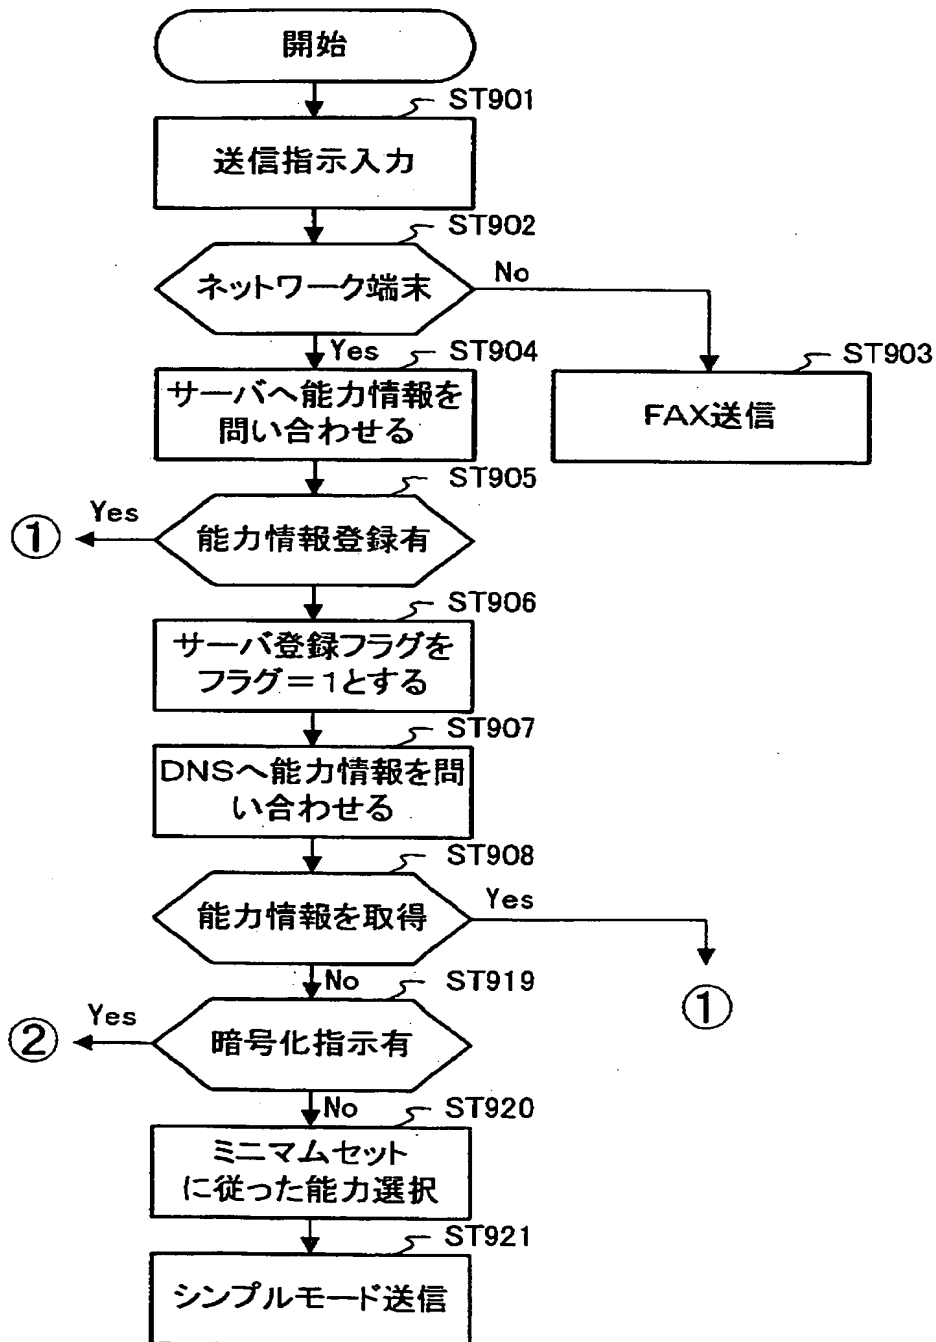 開始
ST901
送信指示入力
ST902
ネットワーク端末
No
Yes
ST904
ST903
サーバへ能力情報を
問い合わせる
FAX送信
ST905
Yes
①
能力情報登録有
ST906
サーバ登録フラグを
フラグ=1とする
ST907
DNSへ能力情報を問
い合わせる
ST908
能力情報を取得
Yes
①
No
ST919
Yes
②
暗号化指示有
No
ST920
ミニマムセット
に従った能力選択
ST921
シンプルモード送信